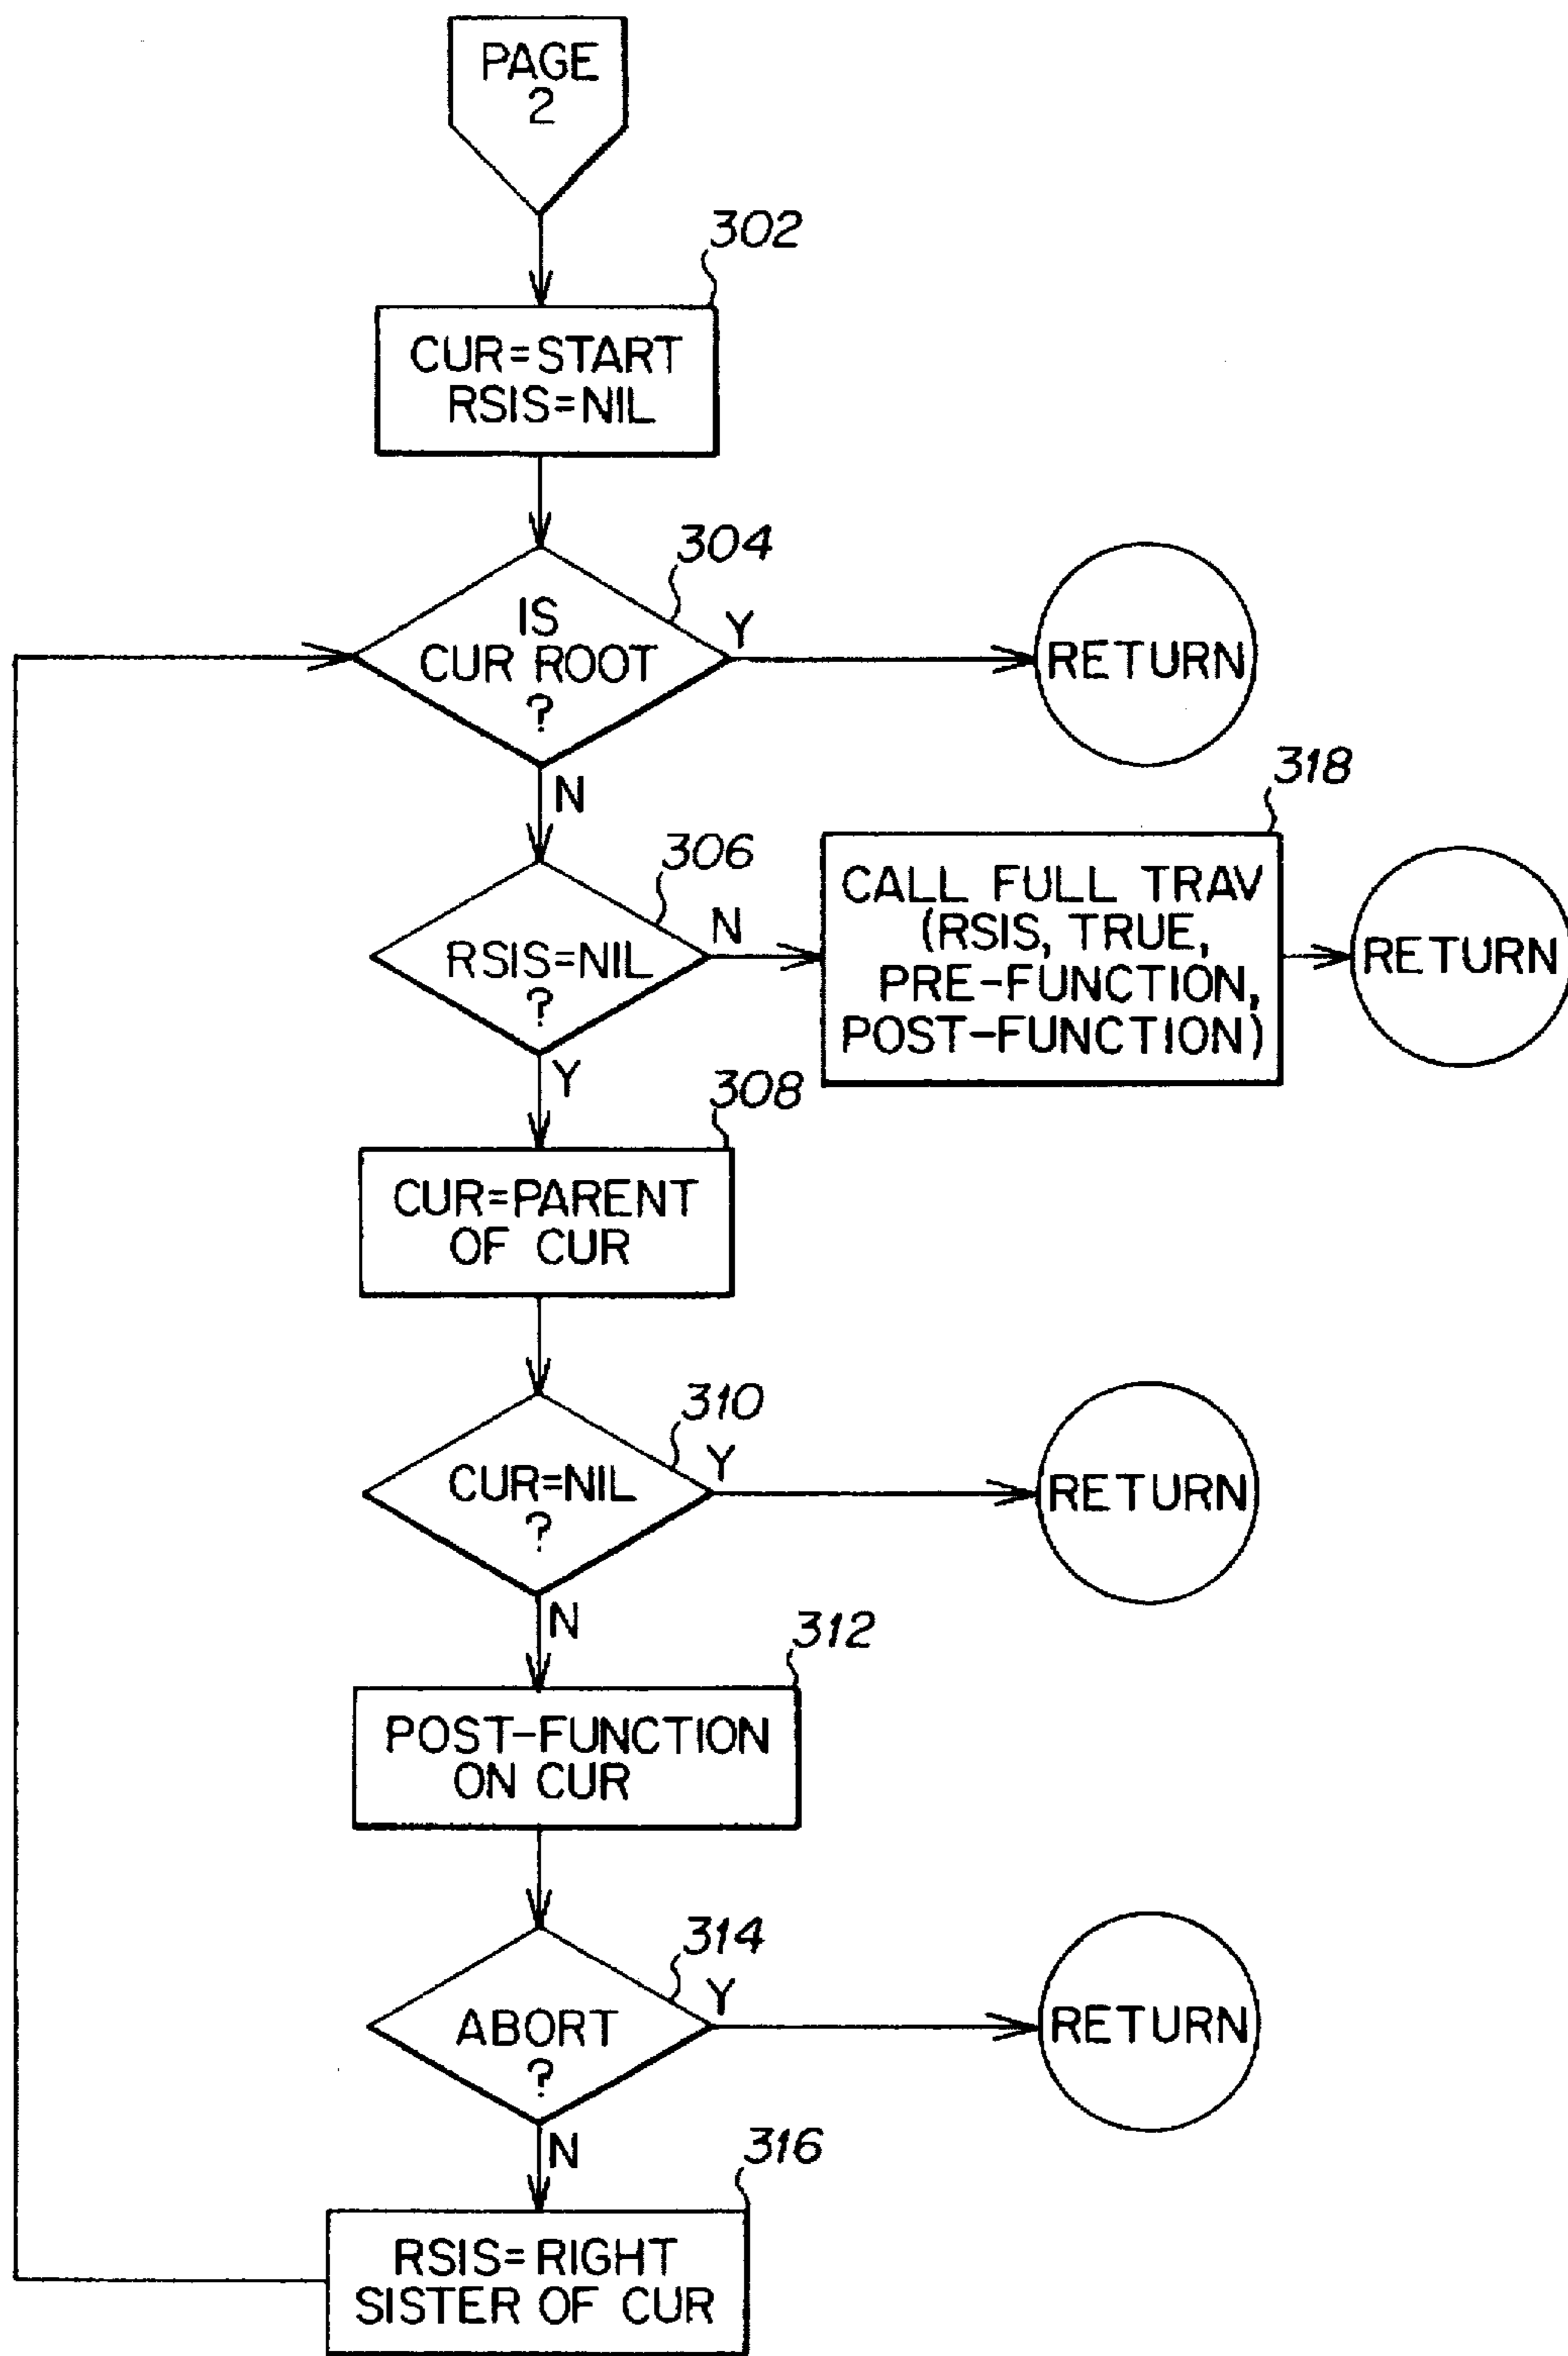 PAGE
2
302
CUR=START
RSIS=NIL
304
IS
CUR ROOT
?
Y
RETURN
N
306
RSIS=NIL
?
N
318
CALL FULL TRAV
(RSIS, TRUE,
PRE-FUNCTION,
POST-FUNCTION)
RETURN
Y
308
CUR=PARENT
OF CUR
310
CUR=NIL
?
Y
RETURN
N
312
POST-FUNCTION
ON CUR
314
ABORT
?
Y
RETURN
N
316
RSIS=RIGHT
SISTER OF CUR